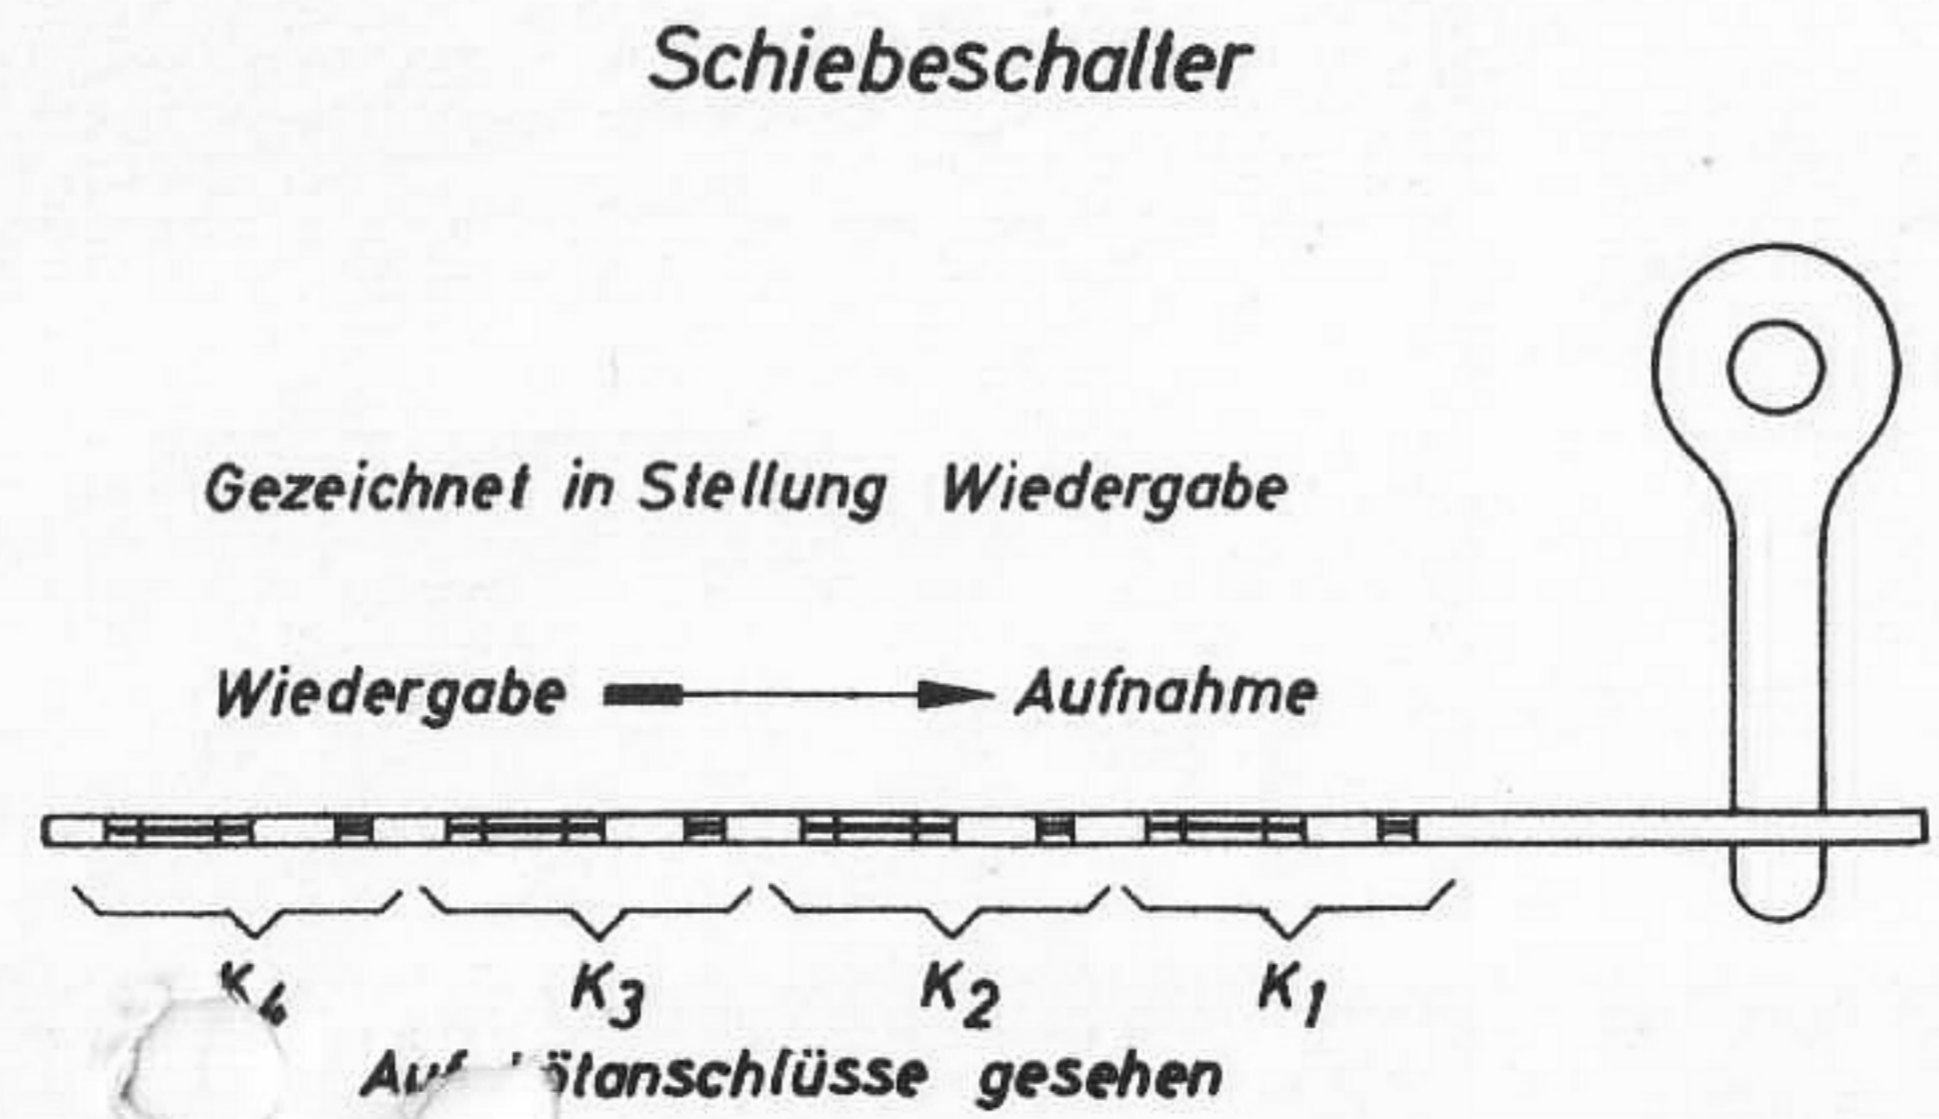 Schiebeschalter
Gezeichnet in Stellung Wiedergabe
Wiedergabe Aufnahme
K4 K3 K2 K1
gesehen